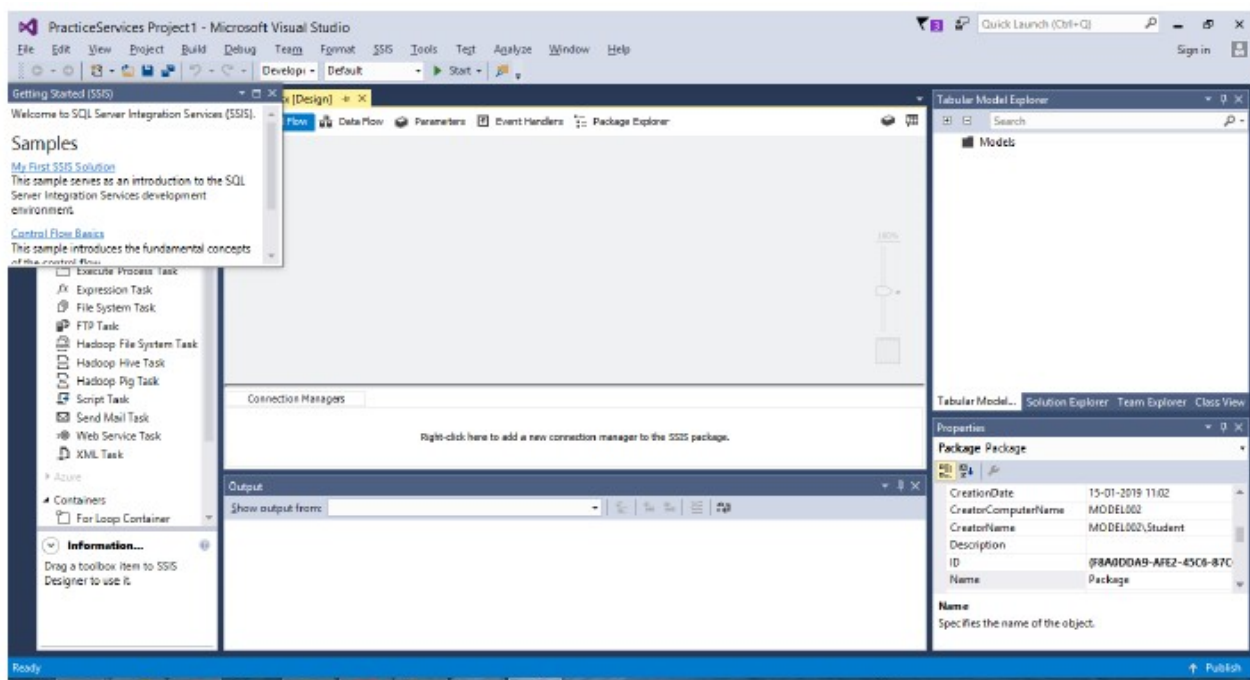 PracticeServices Project1 - Microsoft Visual Studio
Quick Launch (Ctrl+Q)
File Edit View Project Build Debug Team Format SSIS Tools Test Analyze Window Help
Sign in
Developi Default Start
Getting Started (SSIS)
Welcome to SQL Server Integration Services (SSIS).
Samples
My First SSIS Solution
This sample serves as an introduction to the SQL
Server Integration Services development
environment.
Control Flow Basics
This sample introduces the fundamental concepts
of the control flow
[Design]
Flow Data Flow Parameters Event Handlers Package Explorer
100%
Execute Process Task
Expression Task
File System Task
FTP Task
Hadoop File System Task
Hadoop Hive Task
Hadoop Pig Task
Script Task
Send Mail Task
Web Service Task
XML Task
Azure
Containers
For Loop Container
Information...
Drag a toolbox item to SSIS
Designer to use it.
Connection Managers
Right-click here to add a new connection manager to the SSIS package.
Output
Show output from:
Tabular Model Explorer
Search
Models
Tabular Model... Solution Explorer Team Explorer Class View
Properties
Package Package
CreationDate 15-01-2019 11:02
CreatorComputerName MODEL002
CreatorName MODEL002\Student
Description
ID {F8A0DDA9-AFE2-45C6-87C
Name Package
Name
Specifies the name of the object.
Ready
Publish